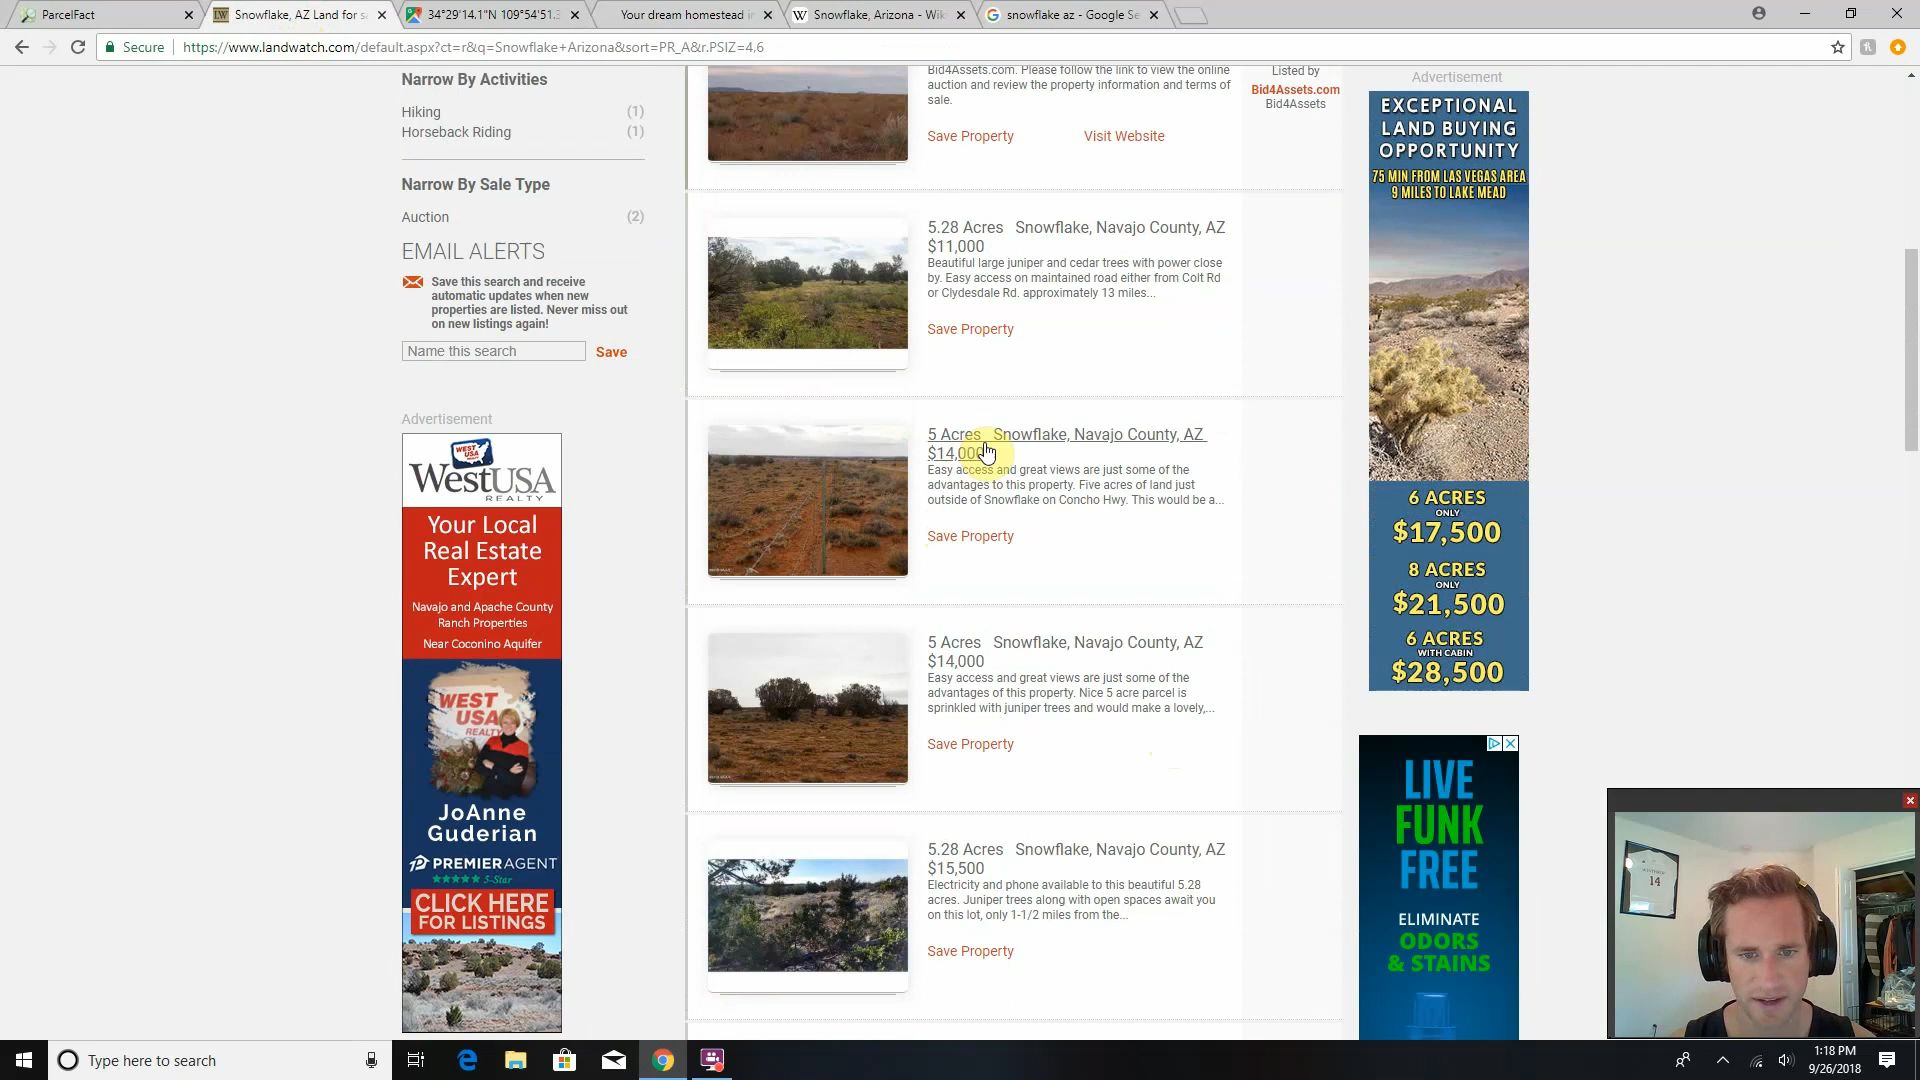 ParcelFact
Snowflake, AZ Land for sa
34°29'14.1"N 109°54'51.3
Your dream homestead in
Snowflake, Arizona - Wiki
snowflake az - Google Se
Secure
https://www.landwatch.com/default.aspx?ct=r&q=Snowflake+Arizona&sort=PR_A&r.PSIZ=4,6
Narrow By Activities
Hiking (1)
Horseback Riding (1)
Narrow By Sale Type
Auction (2)
EMAIL ALERTS
Save this search and receive
automatic updates when new
properties are listed. Never miss out
on new listings again!
Name this search
Save
Advertisement
WEST USA REALTY
WestUSA
REALTY
Your Local
Real Estate
Expert
Navajo and Apache County
Ranch Properties
Near Coconino Aquifer
WEST
USA
REALTY
JoAnne
Guderian
PREMIERAGENT
5-Star
CLICK HERE
FOR LISTINGS
Bid4Assets.com. Please follow the link to view the online
auction and review the property information and terms of
sale.
Save Property
Visit Website
Listed by
Bid4Assets.com
Bid4Assets
5.28 Acres Snowflake, Navajo County, AZ
$11,000
Beautiful large juniper and cedar trees with power close
by. Easy access on maintained road either from Colt Rd
or Clydesdale Rd. approximately 13 miles...
Save Property
5 Acres Snowflake, Navajo County, AZ
$14,000
Easy access and great views are just some of the
advantages to this property. Five acres of land just
outside of Snowflake on Concho Hwy. This would be a...
Save Property
5 Acres Snowflake, Navajo County, AZ
$14,000
Easy access and great views are just some of the
advantages of this property. Nice 5 acre parcel is
sprinkled with juniper trees and would make a lovely,...
Save Property
5.28 Acres Snowflake, Navajo County, AZ
$15,500
Electricity and phone available to this beautiful 5.28
acres. Juniper trees along with open spaces await you
on this lot, only 1-1/2 miles from the...
Save Property
Advertisement
EXCEPTIONAL
LAND BUYING
OPPORTUNITY
75 MIN FROM LAS VEGAS AREA
9 MILES TO LAKE MEAD
6 ACRES
ONLY
$17,500
8 ACRES
ONLY
$21,500
6 ACRES
WITH CABIN
$28,500
LIVE
FUNK
FREE
ELIMINATE
ODORS
& STAINS
14
Type here to search
1:18 PM
9/26/2018